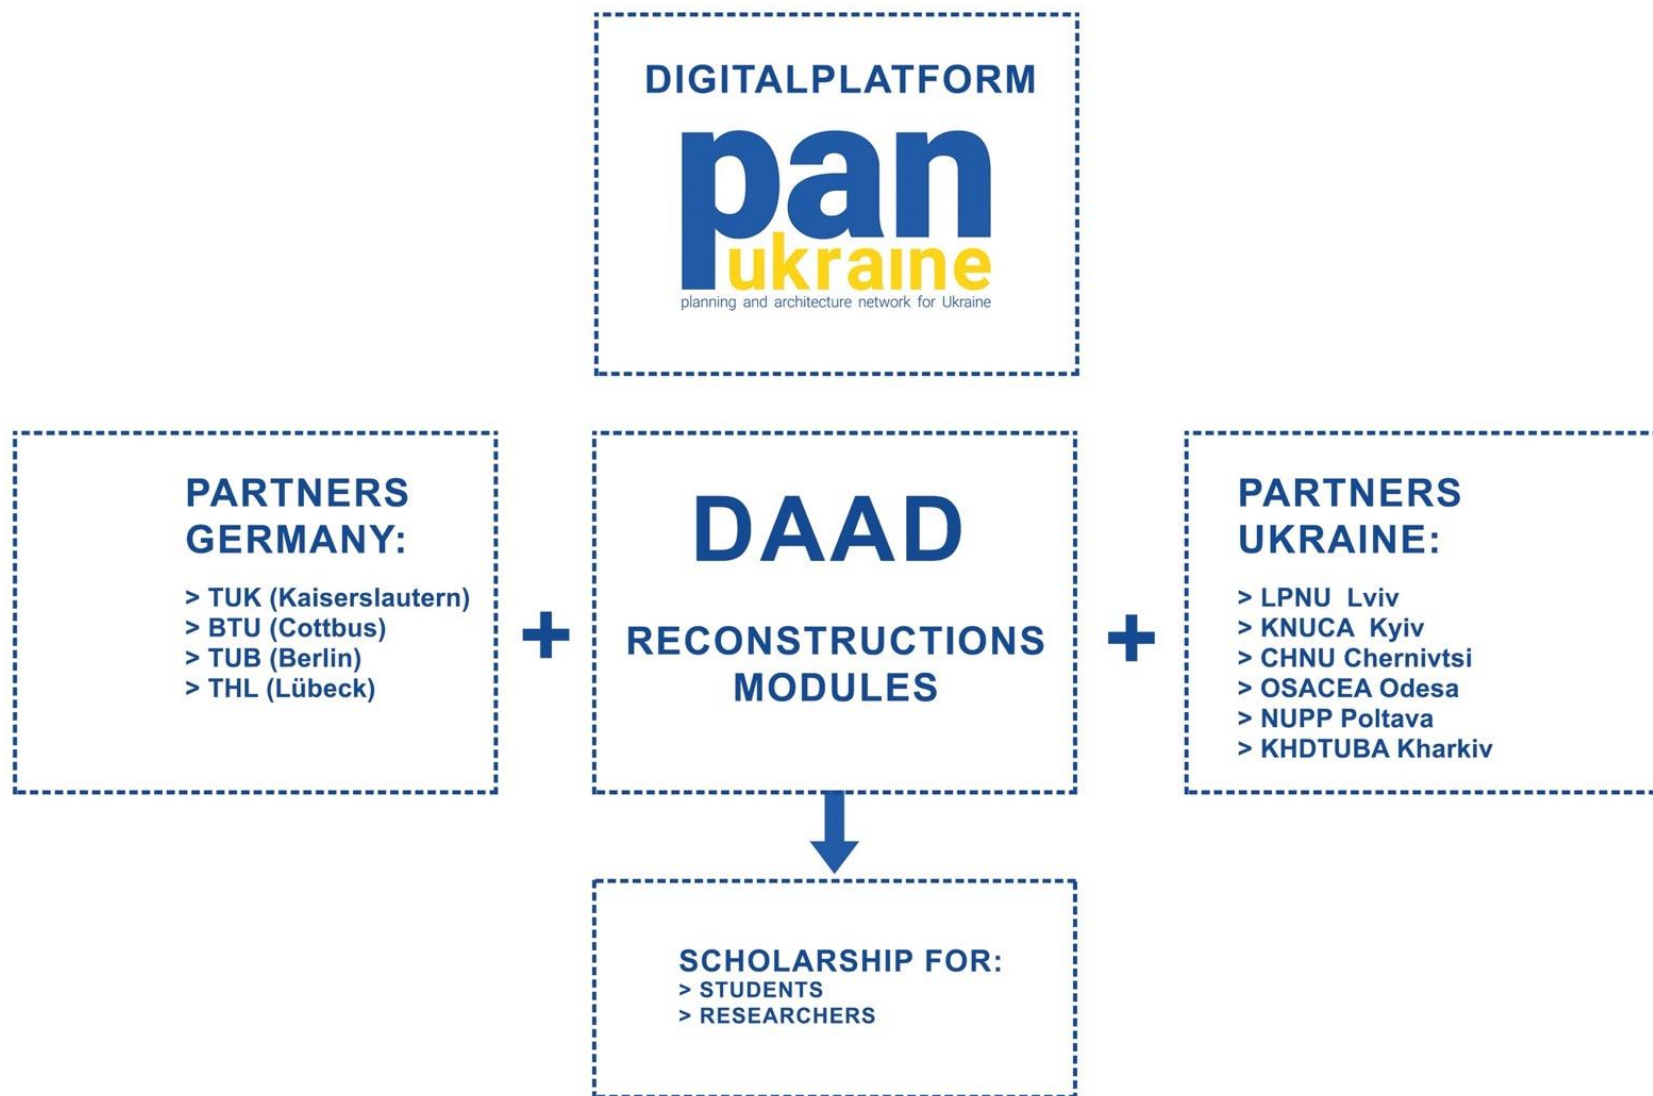 DIGITALPLATFORM
pan
ukraine
planning and architecture network for Ukraine
PARTNERS
GERMANY:
> TUK (Kaiserslautern)
> BTU (Cottbus)
> TUB (Berlin)
> THL (Lübeck)
+
DAAD
RECONSTRUCTIONS
MODULES
+
PARTNERS
UKRAINE:
> LPNU  Lviv
> KNUCA  Kyiv
> CHNU Chernivtsi
> OSACEA Odesa
> NUPP Poltava
> KHDTUBA Kharkiv
SCHOLARSHIP FOR:
> STUDENTS
> RESEARCHERS